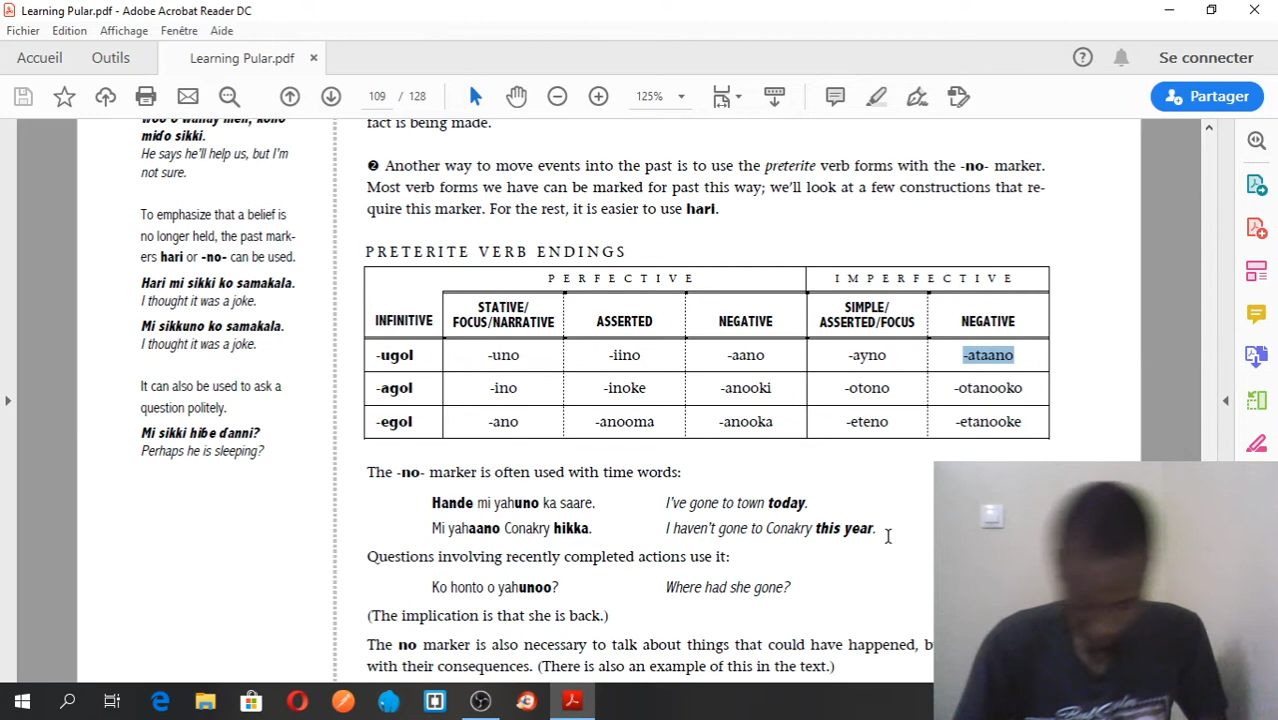 Learning Pular.pdf - Adobe Acrobat Reader DC
Fichier Edition Affichage Fenêtre Aide
Accueil Outils Learning Pular.pdf × Se connecter
109 / 128 125% Partager
woo o wallay men, kono
miɗo sikki.
He says he'll help us, but I'm
not sure.
To emphasize that a belief is
no longer held, the past mark-
ers hari or -no- can be used.
Hari mi sikki ko samakala.
I thought it was a joke.
Mi sikkuno ko samakala.
I thought it was a joke.
It can also be used to ask a
question politely.
Mi sikki hiɓe ɗanni?
Perhaps he is sleeping?
fact is being made.
❷ Another way to move events into the past is to use the preterite verb forms with the -no- marker.
Most verb forms we have can be marked for past this way; we'll look at a few constructions that re-
quire this marker. For the rest, it is easier to use hari.
PRETERITE VERB ENDINGS
PERFECTIVE IMPERFECTIVE
STATIVE/ SIMPLE/
INFINITIVE FOCUS/NARRATIVE ASSERTED NEGATIVE ASSERTED/FOCUS NEGATIVE
-ugol -uno -iino -aano -ayno -ataano
-agol -ino -inoke -anooki -otono -otanooko
-egol -ano -anooma -anooka -eteno -etanooke
The -no- marker is often used with time words:
Hande mi yahuno ka saare. I've gone to town today.
Mi yahaano Conakry hikka. I haven't gone to Conakry this year.
Questions involving recently completed actions use it:
Ko honto o yahunoo? Where had she gone?
(The implication is that she is back.)
The no marker is also necessary to talk about things that could have happened,
with their consequences. (There is also an example of this in the text.)